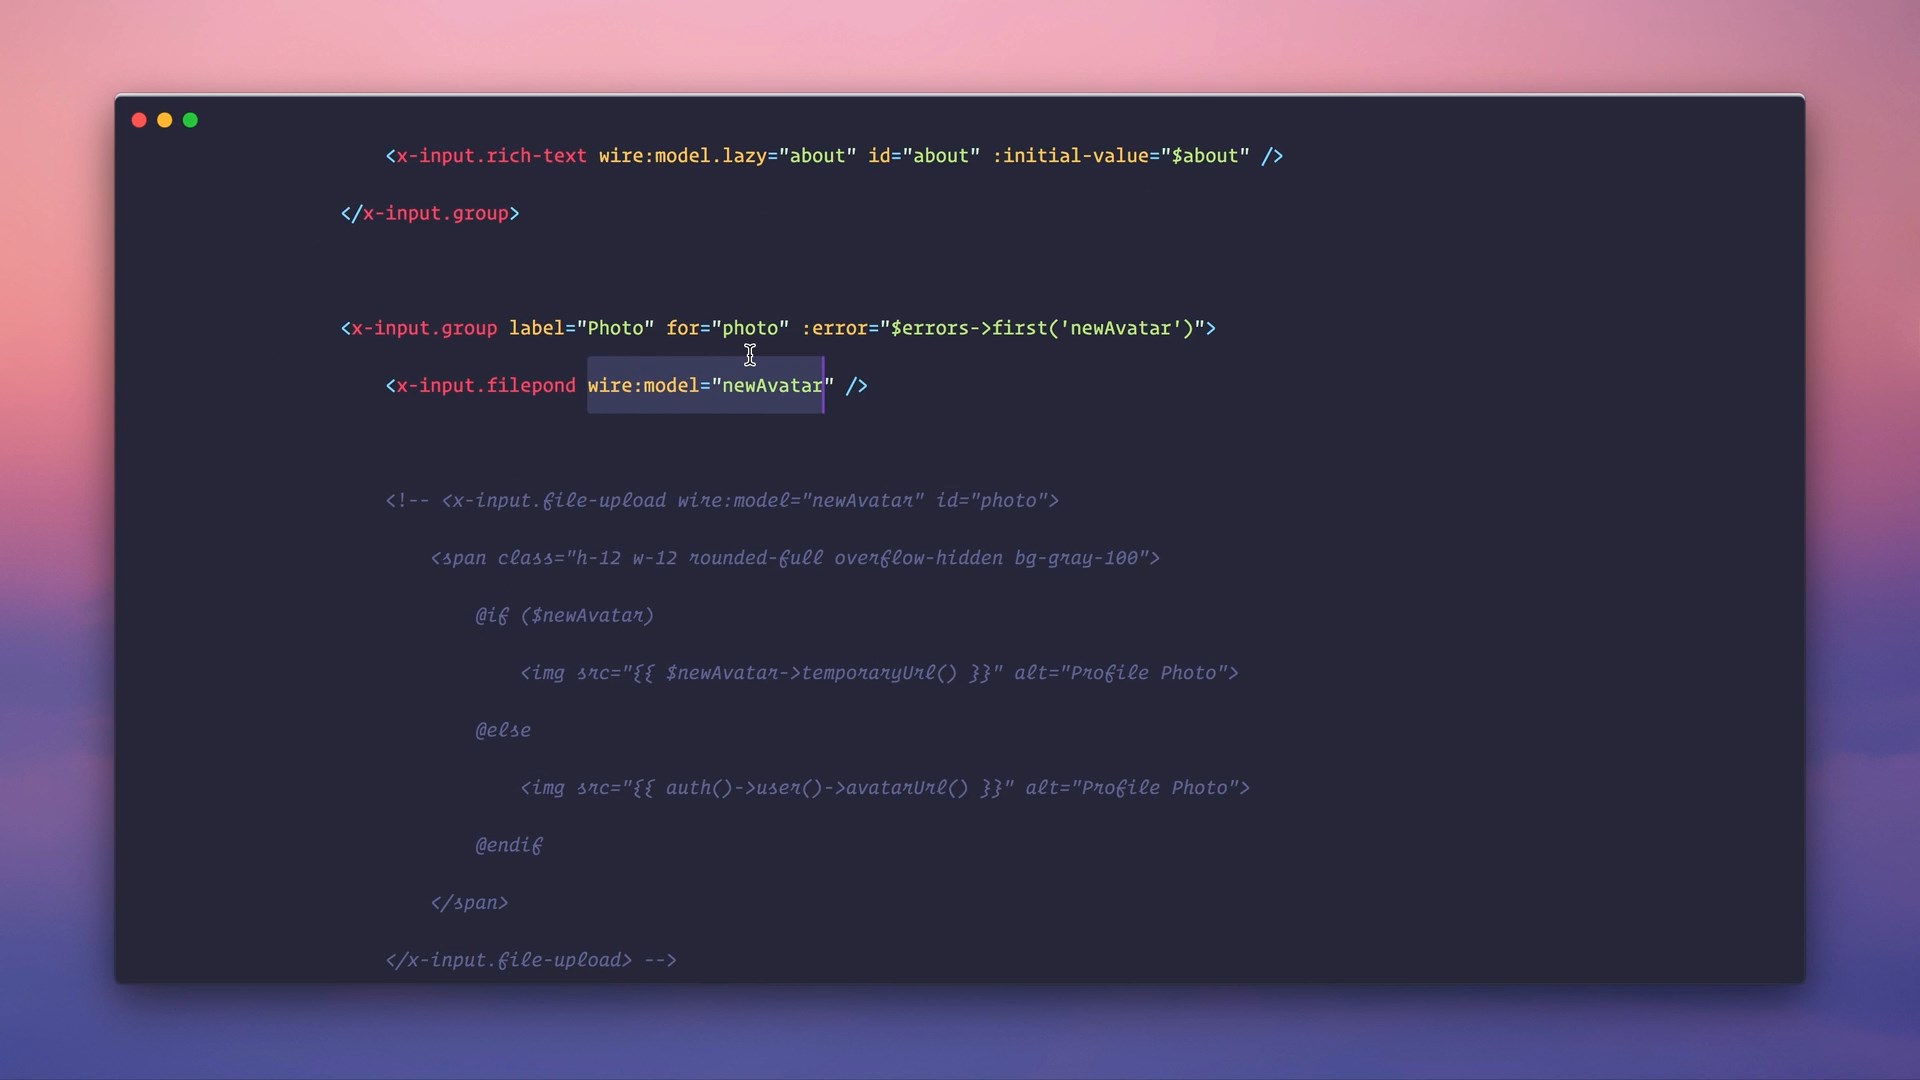 <x-input.rich-text wire:model.lazy="about" id="about" :initial-value="$about" />
</x-input.group>
<x-input.group label="Photo" for="photo" :error="$errors->first('newAvatar')">
<x-input.filepond wire:model="newAvatar" />
<!-- <x-input.file-upload wire:model="newAvatar" id="photo">
<span class="h-12 w-12 rounded-full overflow-hidden bg-gray-100">
@if ($newAvatar)
<img src="{{ $newAvatar->temporaryUrl() }}" alt="Profile Photo">
@else
<img src="{{ auth()->user()->avatarUrl() }}" alt="Profile Photo">
@endif
</span>
</x-input.file-upload> -->